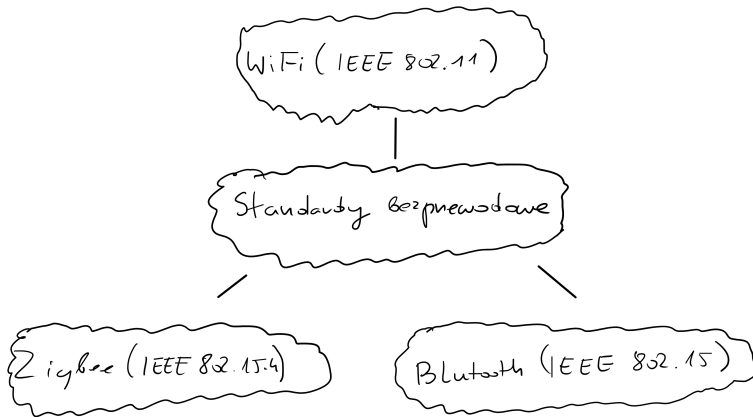 WiFi (IEEE 802.11)
Standardy bezprzewodowe
Zigbee (IEEE 802.15.4)
Blutooth (IEEE 802.15)